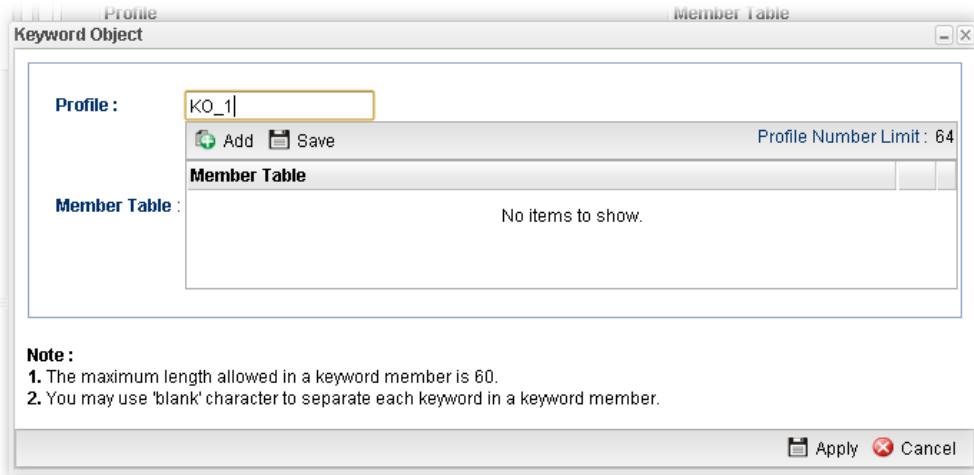 Profile Member Table
Keyword Object
Profile : KO_1
Add Save Profile Number Limit : 64
Member Table
Member Table :
No items to show.
Note :
1. The maximum length allowed in a keyword member is 60.
2. You may use 'blank' character to separate each keyword in a keyword member.
Apply Cancel